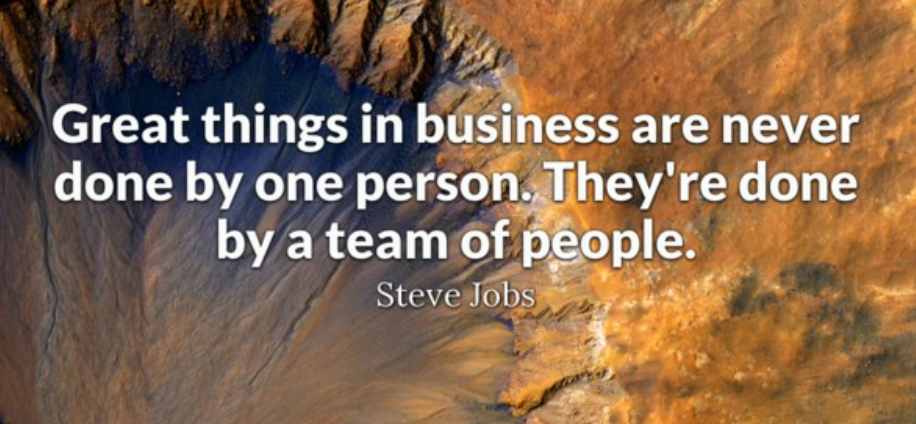 Great things in business are never
done by one person. They're done
by a team of people.
Steve Jobs